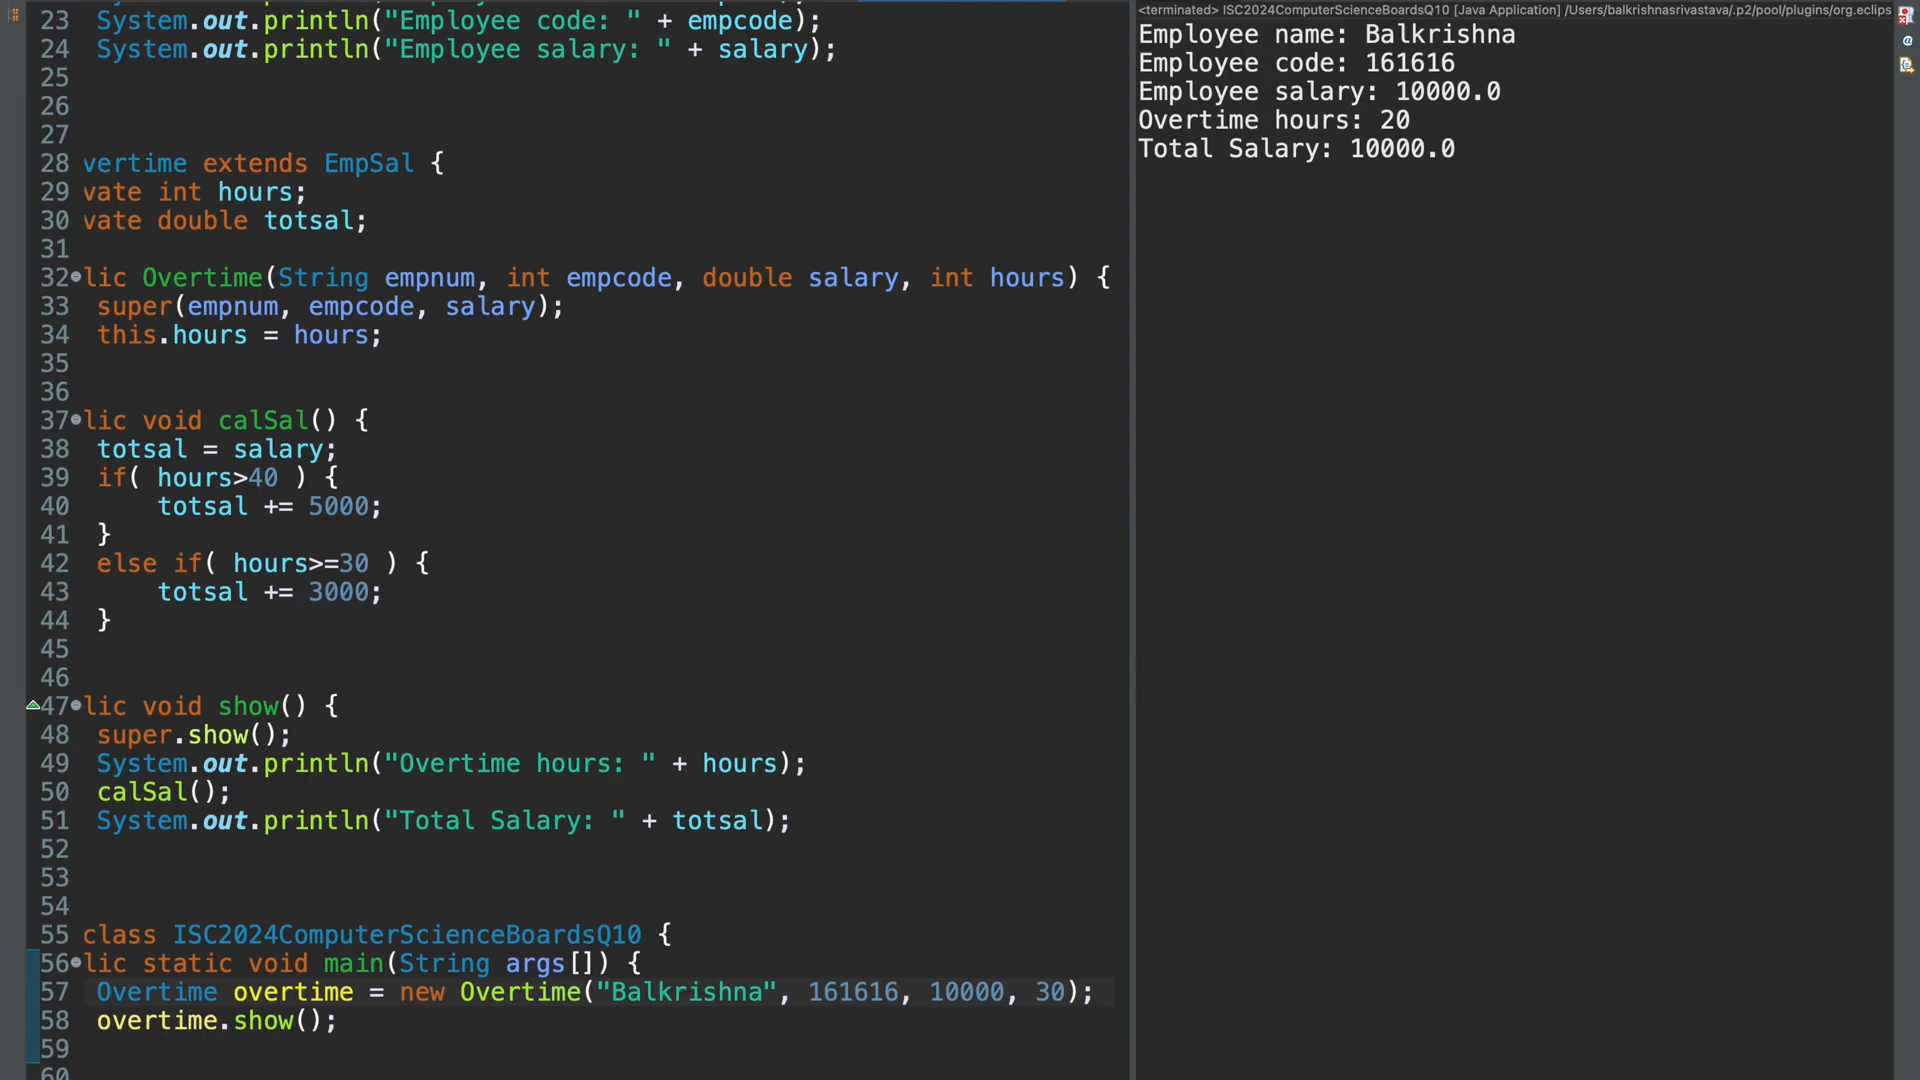 23 System.out.println("Employee code: " + empcode);
24 System.out.println("Employee salary: " + salary);
25
26
27
28 vertime extends EmpSal {
29 vate int hours;
30 vate double totsal;
31
32 lic Overtime(String empnum, int empcode, double salary, int hours) {
33 super(empnum, empcode, salary);
34 this.hours = hours;
35
36
37 lic void calSal() {
38 totsal = salary;
39 if( hours>40 ) {
40 totsal += 5000;
41 }
42 else if( hours>=30 ) {
43 totsal += 3000;
44 }
45
46
47 lic void show() {
48 super.show();
49 System.out.println("Overtime hours: " + hours);
50 calSal();
51 System.out.println("Total Salary: " + totsal);
52
53
54
55 class ISC2024ComputerScienceBoardsQ10 {
56 lic static void main(String args[]) {
57 Overtime overtime = new Overtime("Balkrishna", 161616, 10000, 30);
58 overtime.show();
59
60
<terminated> ISC2024ComputerScienceBoardsQ10 [Java Application] /Users/balkrishnasrivastava/.p2/pool/plugins/org.eclips
Employee name: Balkrishna
Employee code: 161616
Employee salary: 10000.0
Overtime hours: 20
Total Salary: 10000.0